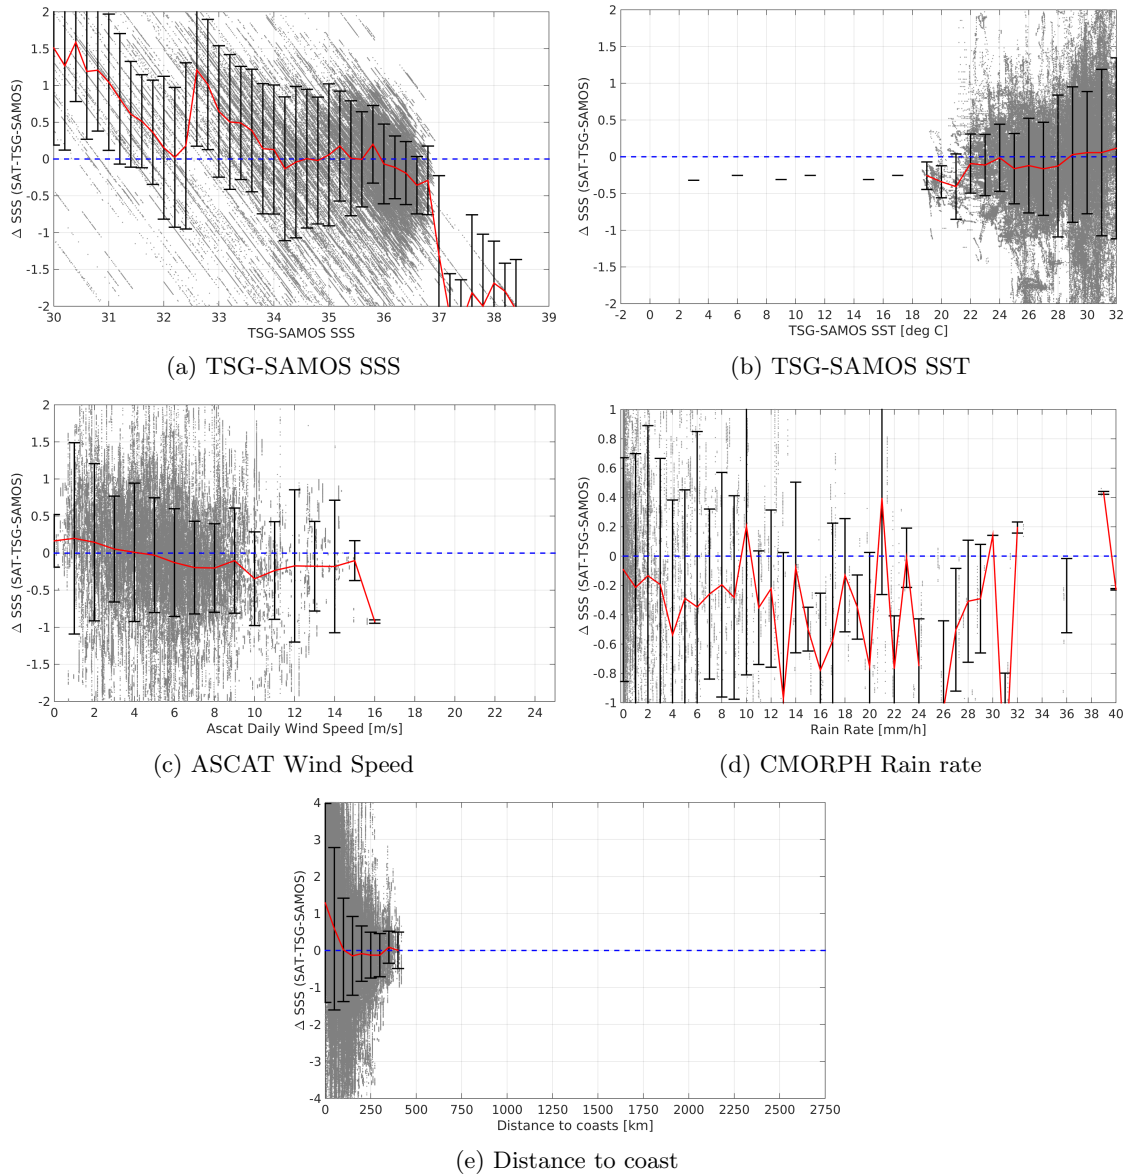 2
1.5
1
0.5
0
-0.5
-1
-1.5
-2
Δ SSS (SAT-TSG-SAMOS)
30 31 32 33 34 35 36 37 38 39
TSG-SAMOS SSS
(a) TSG-SAMOS SSS
2
1.5
1
0.5
0
-0.5
-1
-1.5
-2
Δ SSS (SAT-TSG-SAMOS)
-2 0 2 4 6 8 10 12 14 16 18 20 22 24 26 28 30 32
TSG-SAMOS SST [deg C]
(b) TSG-SAMOS SST
2
1.5
1
0.5
0
-0.5
-1
-1.5
-2
Δ SSS (SAT-TSG-SAMOS)
0 2 4 6 8 10 12 14 16 18 20 22 24
Ascat Daily Wind Speed [m/s]
(c) ASCAT Wind Speed
1
0.8
0.6
0.4
0.2
0
-0.2
-0.4
-0.6
-0.8
-1
Δ SSS (SAT-TSG-SAMOS)
0 2 4 6 8 10 12 14 16 18 20 22 24 26 28 30 32 34 36 38 40
Rain Rate [mm/h]
(d) CMORPH Rain rate
4
3
2
1
0
-1
-2
-3
-4
Δ SSS (SAT-TSG-SAMOS)
0 250 500 750 1000 1250 1500 1750 2000 2250 2500 2750
Distance to coasts [km]
(e) Distance to coast